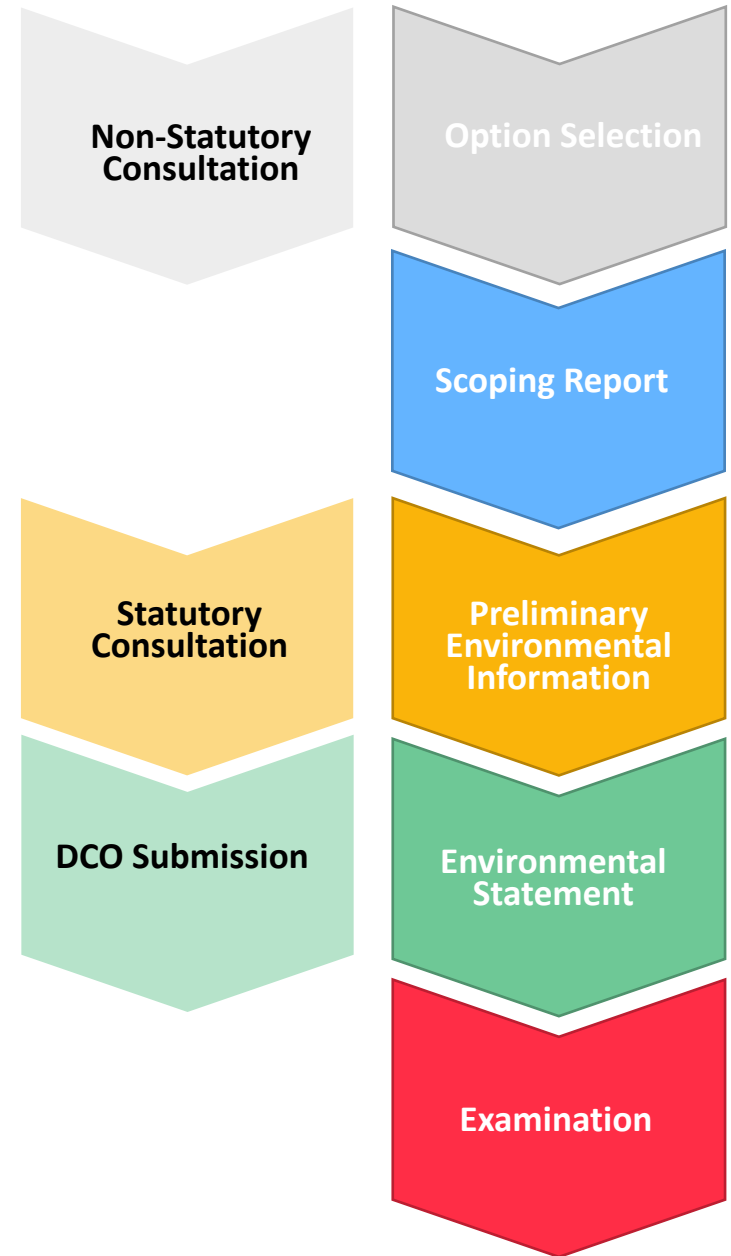 Non-Statutory
Consultation
Option Selection
Scoping Report
Statutory
Consultation
Preliminary
Environmental
Information
DCO Submission
Environmental
Statement
Examination